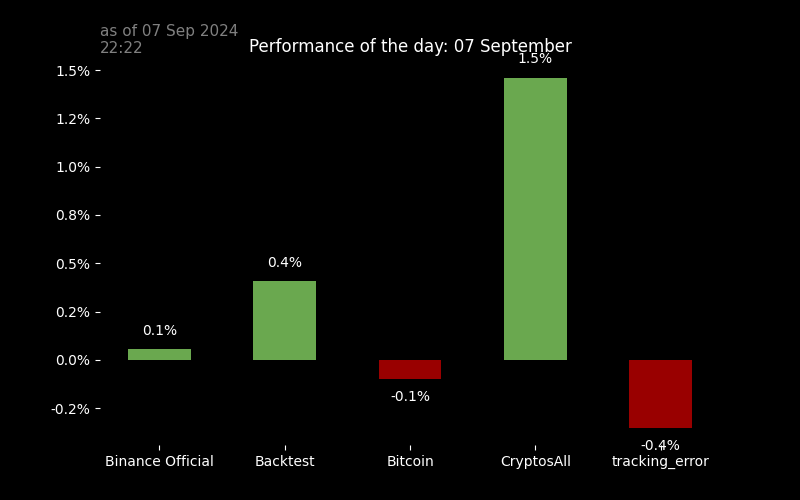 as of 07 Sep 2024
22:22
Performance of the day: 07 September
1.5%
1.5%
1.2%
1.0%
0.8%
0.5%
0.4%
0.2%
0.1%
0.0%
-0.1%
-0.2%
-0.4%
Binance Official
Backtest
Bitcoin
CryptosAll
tracking_error